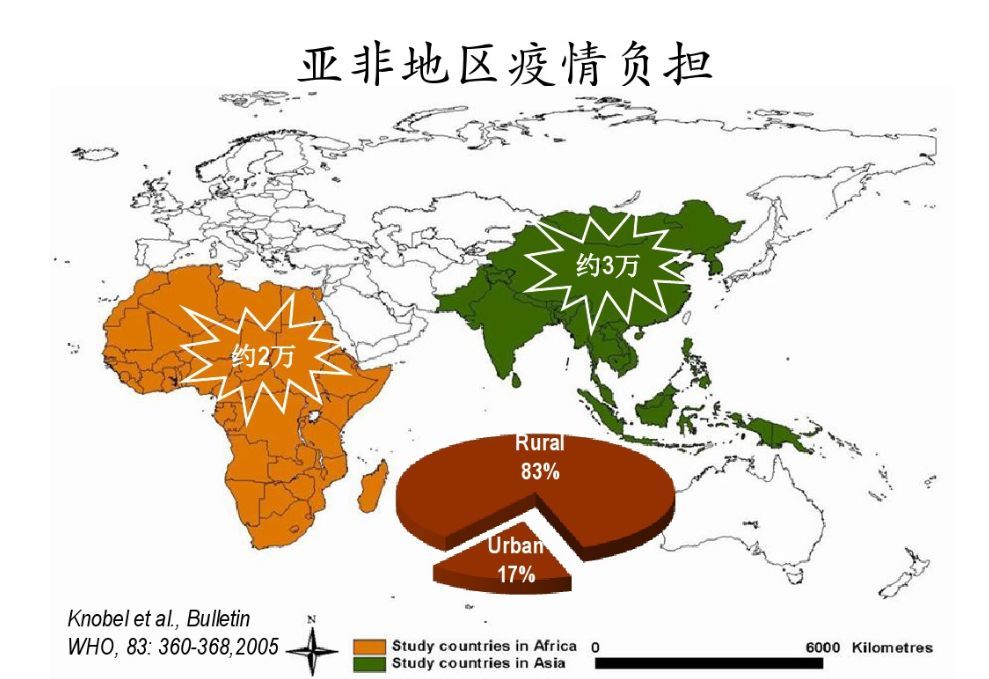 亚非地区疫情负担
约3万
约2万
Rural
83%
Urban
17%
Knobel et al., Bulletin
WHO, 83: 360-368,2005
N
Study countries in Africa
Study countries in Asia
0 6000 Kilometres